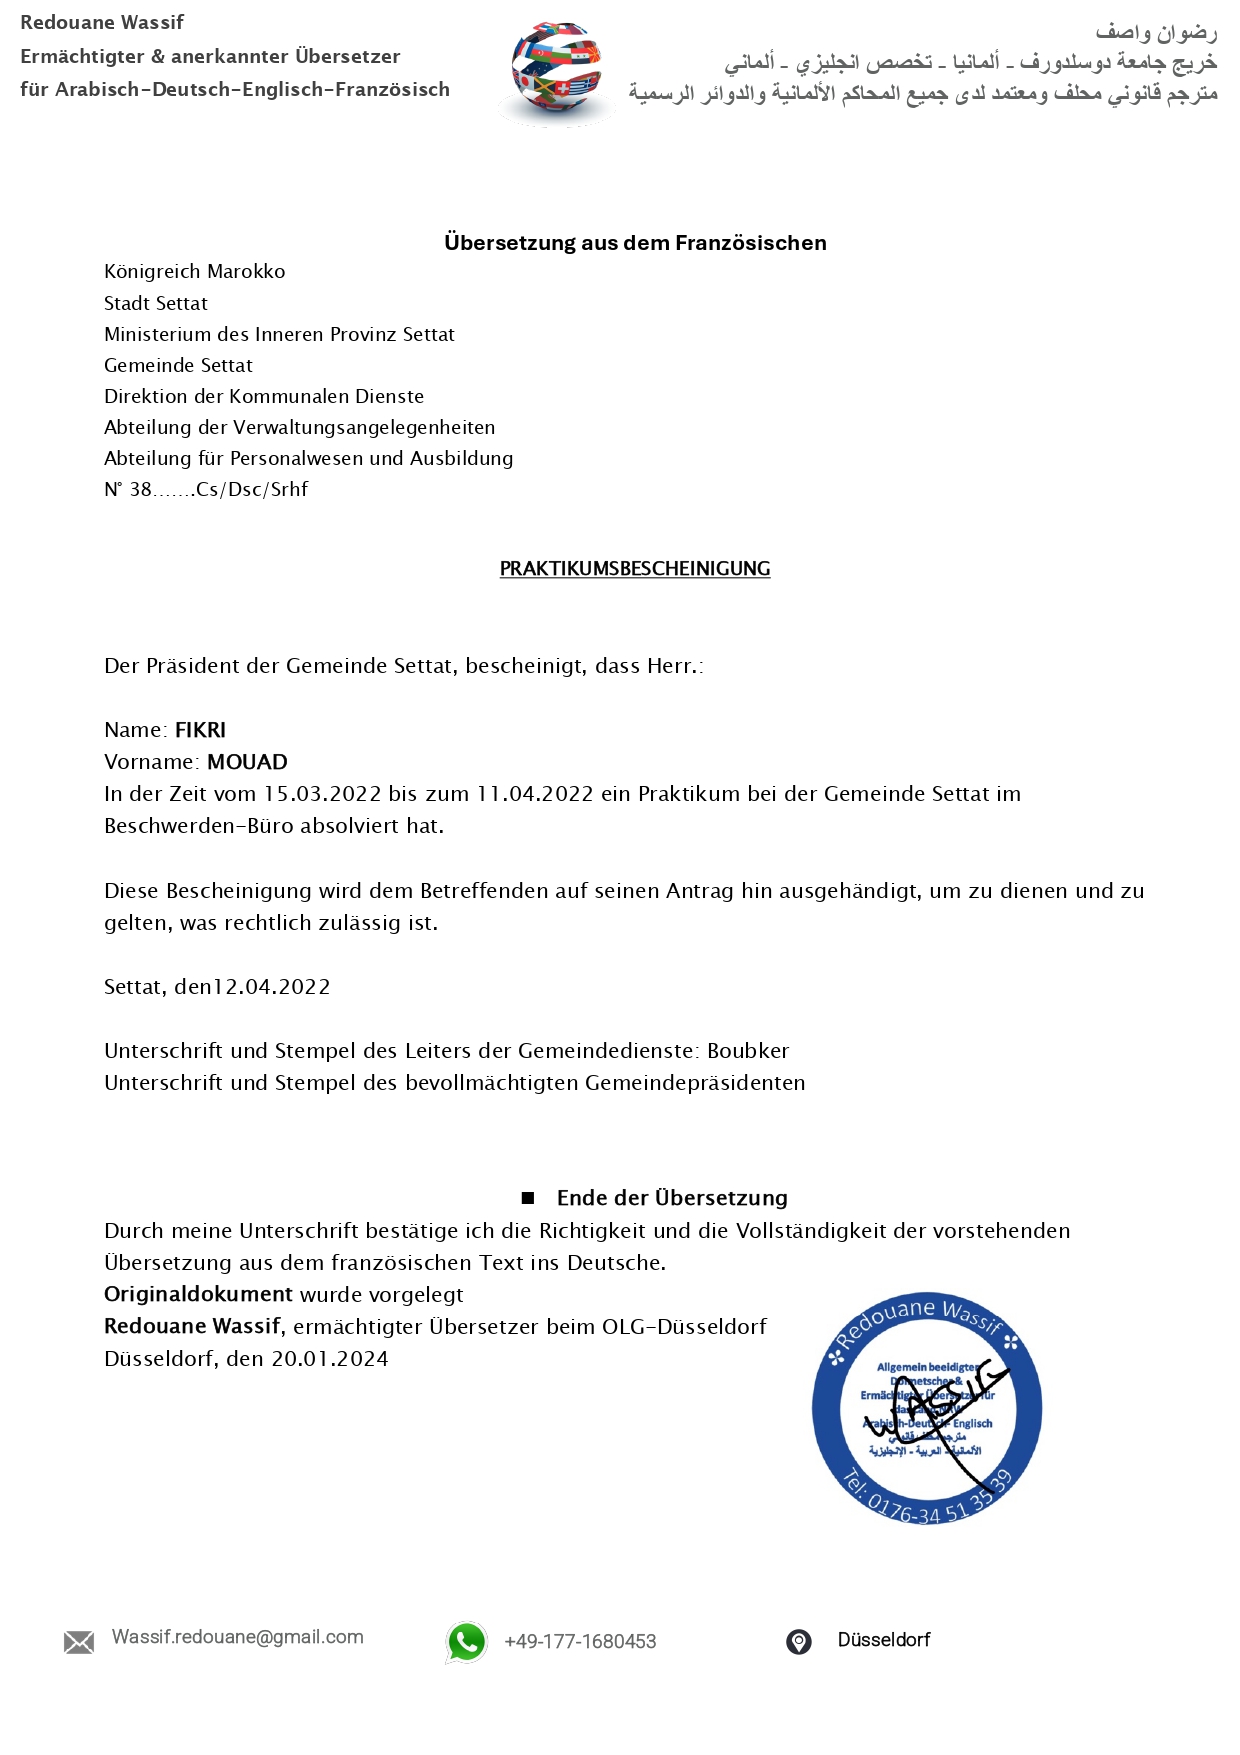 Redouane Wassif
Ermächtigter & anerkannter Übersetzer
für Arabisch-Deutsch-Englisch-Französisch
رضوان واصف
خريج جامعة دوسلدورف - ألمانيا - تخصص انجليزي - ألماني
مترجم قانوني محلف ومعتمد لدى جميع المحاكم الألمانية والدوائر الرسمية
Übersetzung aus dem Französischen
Königreich Marokko
Stadt Settat
Ministerium des Inneren Provinz Settat
Gemeinde Settat
Direktion der Kommunalen Dienste
Abteilung der Verwaltungsangelegenheiten
Abteilung für Personalwesen und Ausbildung
N° 38.......Cs/Dsc/Srhf
PRAKTIKUMSBESCHEINIGUNG
Der Präsident der Gemeinde Settat, bescheinigt, dass Herr.:
Name: FIKRI
Vorname: MOUAD
In der Zeit vom 15.03.2022 bis zum 11.04.2022 ein Praktikum bei der Gemeinde Settat im
Beschwerden-Büro absolviert hat.
Diese Bescheinigung wird dem Betreffenden auf seinen Antrag hin ausgehändigt, um zu dienen und zu
gelten, was rechtlich zulässig ist.
Settat, den12.04.2022
Unterschrift und Stempel des Leiters der Gemeindedienste: Boubker
Unterschrift und Stempel des bevollmächtigten Gemeindepräsidenten
■ Ende der Übersetzung
Durch meine Unterschrift bestätige ich die Richtigkeit und die Vollständigkeit der vorstehenden
Übersetzung aus dem französischen Text ins Deutsche.
Originaldokument wurde vorgelegt
Redouane Wassif, ermächtigter Übersetzer beim OLG-Düsseldorf
Düsseldorf, den 20.01.2024
Redouane Wassif
Allgemein beeidigter
Dolmetscher &
Ermächtigter Übersetzer für
das Land NRW
Arabisch-Deutsch- Englisch
مترجم محلف قانوني
الألمانية - العربية - الإنجليزية
Tel: 0176-34 51 35 39
WASSIF
Wassif.redouane@gmail.com
+49-177-1680453
Düsseldorf